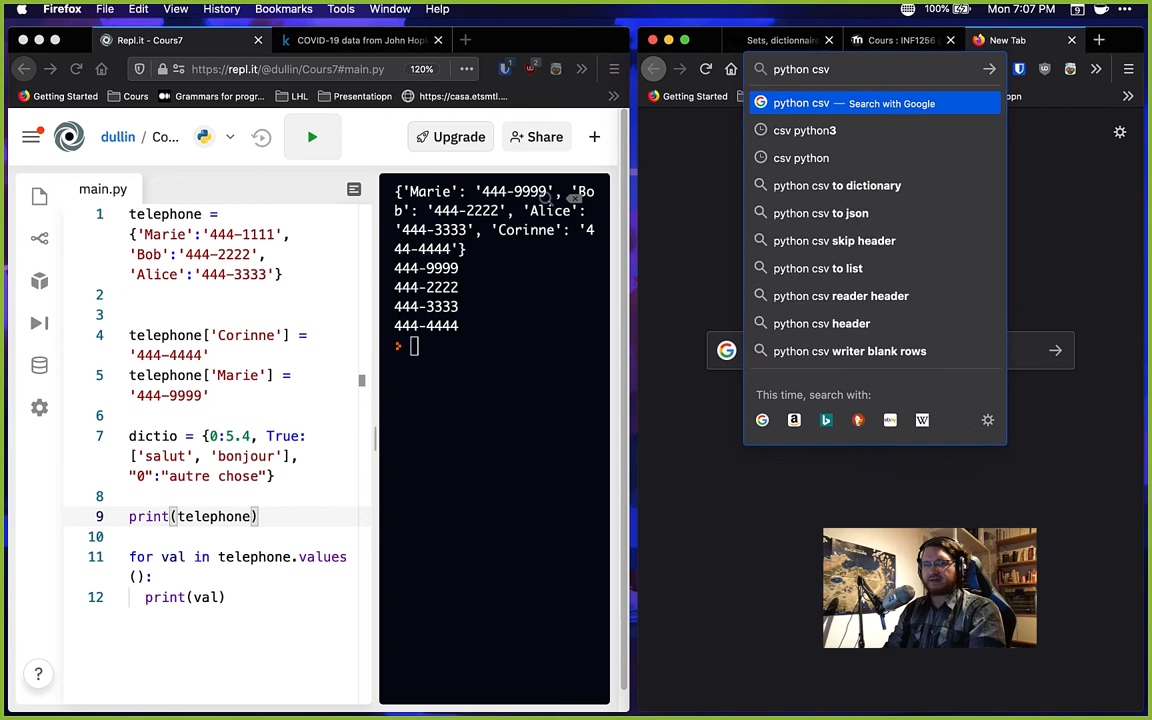 Firefox File Edit View History Bookmarks Tools Window Help 100% Mon 7:07 PM 9
Repl.it - Cours7
COVID-19 data from John Hop
https://repl.it/@dullin/Cours7#main.py 120%
Getting Started Cours Grammars for progr... LHL Presentatiopn https://casa.etsmtl....
dullin / Co...
Upgrade
Share
main.py
1 telephone =
{'Marie':'444-1111',
'Bob':'444-2222',
'Alice':'444-3333'}
2
3
4 telephone['Corinne'] =
'444-4444'
5 telephone['Marie'] =
'444-9999'
6
7 dictio = {0:5.4, True:
['salut', 'bonjour'],
"0":"autre chose"}
8
9 print(telephone)
10
11 for val in telephone.values
():
12 print(val)
?
{'Marie': '444-9999', 'Bo
b': '444-2222', 'Alice':
'444-3333', 'Corinne': '4
44-4444'}
444-9999
444-2222
444-3333
444-4444
>
Sets, dictionnaire
Cours : INF1256
New Tab
python csv
Getting Started
opn
python csv — Search with Google
csv python3
csv python
python csv to dictionary
python csv to json
python csv skip header
python csv to list
python csv reader header
python csv header
python csv writer blank rows
This time, search with: